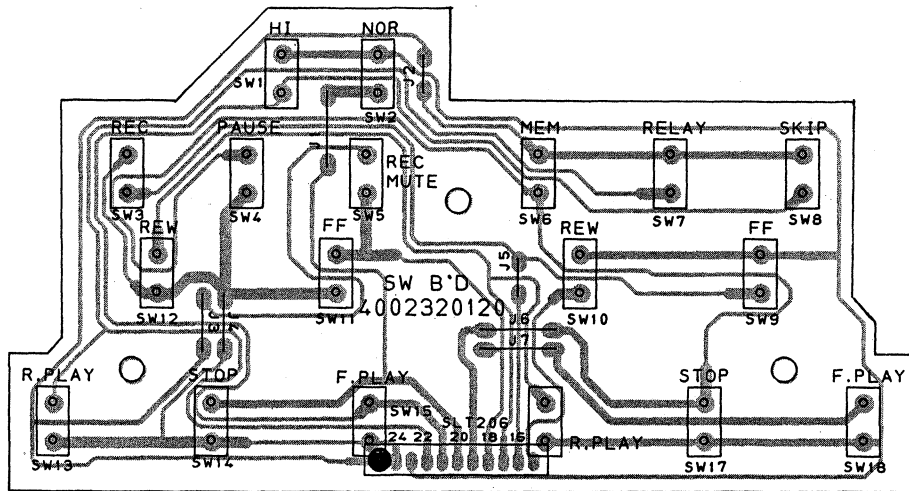 HI NOR
SW1 J2
SW2
REC PAUSE MEM RELAY SKIP
REC
MUTE
SW3 SW4 SW5 SW6 SW7 SW8
REW FF REW FF
J5
SW B'D
4002320120
SW12 SW11 SW10 SW9
J6
J7
R.PLAY STOP F.PLAY STOP F.PLAY
SW15 SLT206
24 22 20 18 16
R.PLAY
SW13 SW14 SW17 SW18